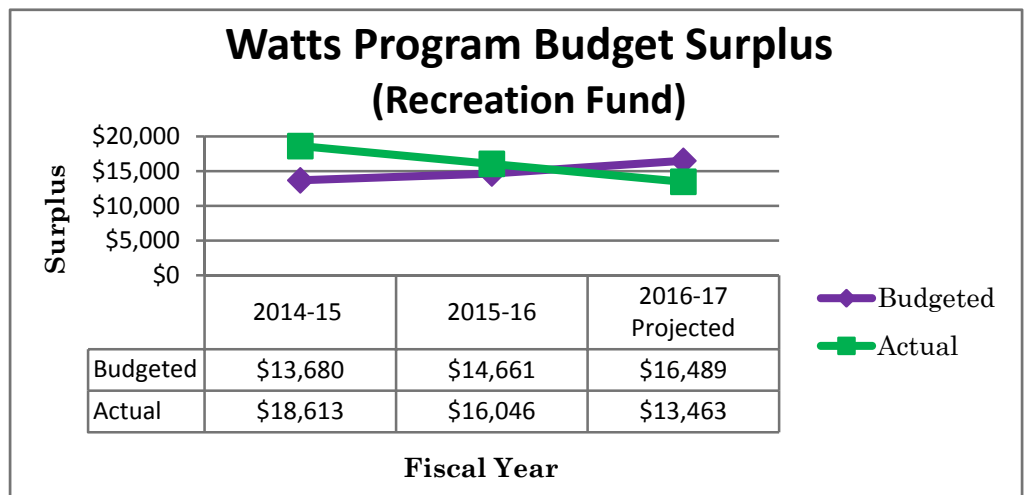 Watts Program Budget Surplus
(Recreation Fund)
Surplus
$20,000
$15,000
$10,000
$5,000
$0
2014-15 2015-16 2016-17
Projected
Budgeted $13,680 $14,661 $16,489
Actual $18,613 $16,046 $13,463
Fiscal Year
Budgeted
Actual